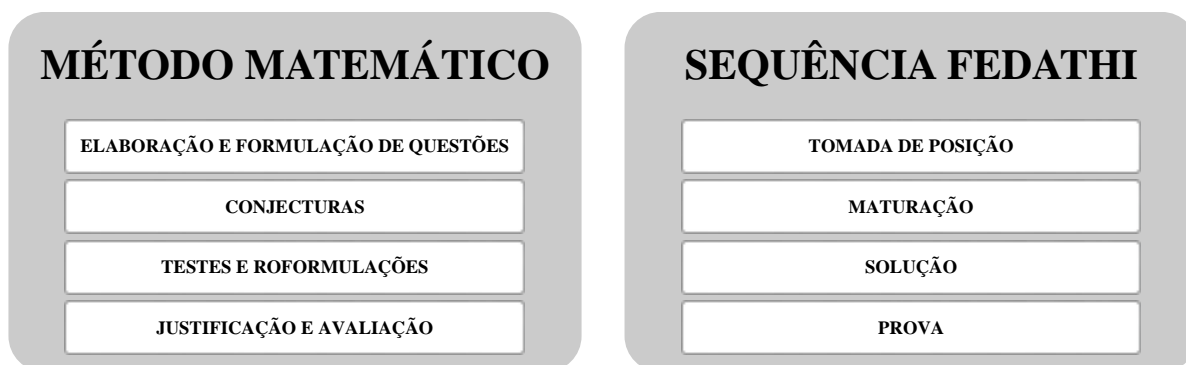 MÉTODO MATEMÁTICO
ELABORAÇÃO E FORMULAÇÃO DE QUESTÕES
CONJECTURAS
TESTES E ROFORMULAÇÕES
JUSTIFICAÇÃO E AVALIAÇÃO
SEQUÊNCIA FEDATHI
TOMADA DE POSIÇÃO
MATURAÇÃO
SOLUÇÃO
PROVA